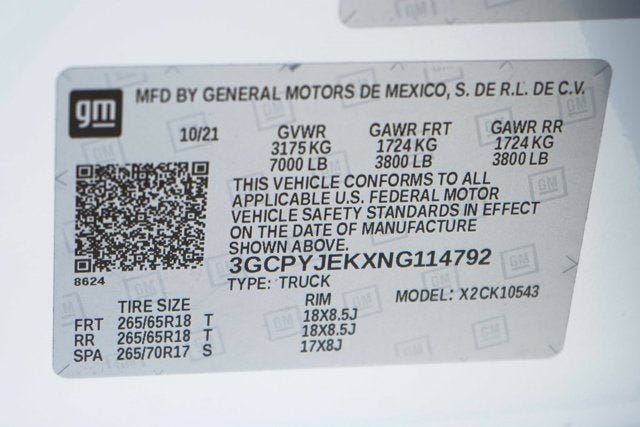 gm
MFD BY GENERAL MOTORS DE MEXICO, S. DE R.L. DE C.V.
10/21 GVWR GAWR FRT GAWR RR
3175 KG 1724 KG 1724 KG
7000 LB 3800 LB 3800 LB
THIS VEHICLE CONFORMS TO ALL
APPLICABLE U.S. FEDERAL MOTOR
VEHICLE SAFETY STANDARDS IN EFFECT
ON THE DATE OF MANUFACTURE
SHOWN ABOVE.
3GCPYJEKXNG114792
8624
TYPE: TRUCK MODEL: X2CK10543
TIRE SIZE RIM
FRT 265/65R18 T 18X8.5J
RR 265/65R18 T 18X8.5J
SPA 265/70R17 S 17X8J